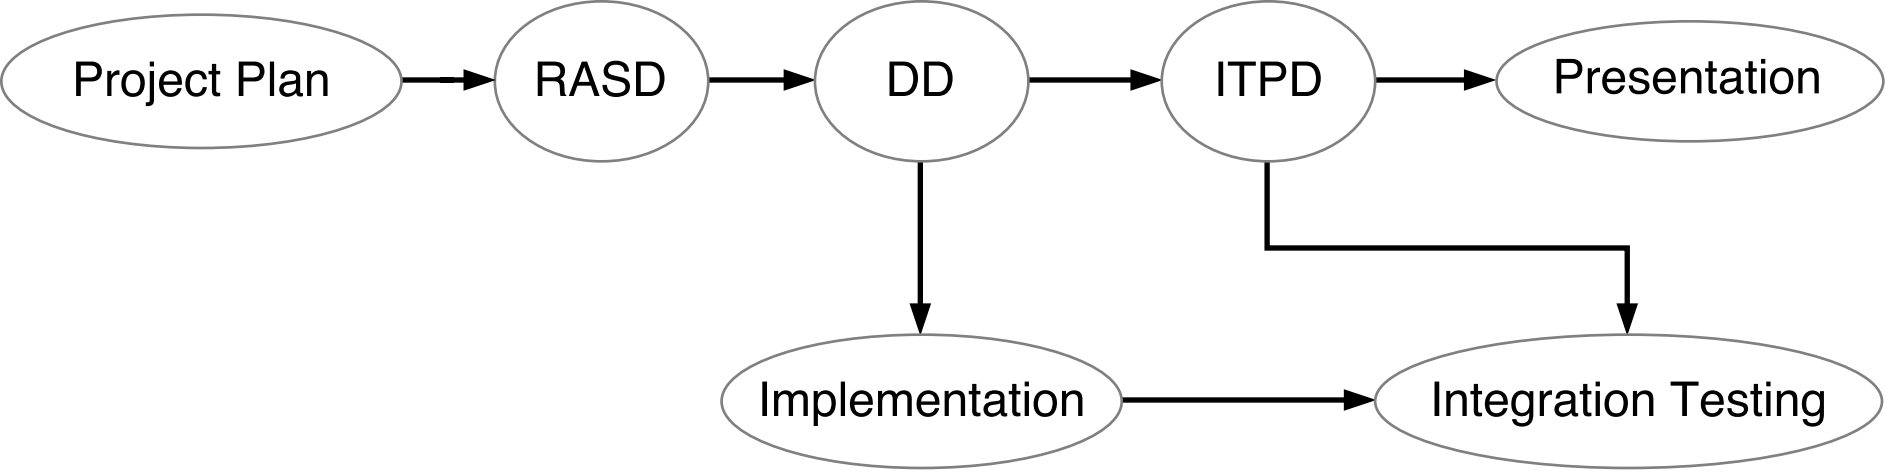 Project Plan
RASD
DD
ITPD
Presentation
Implementation
Integration Testing